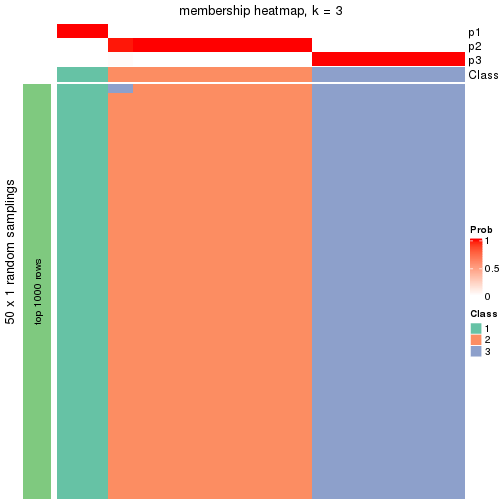 membership heatmap, k = 3
p1
p2
p3
Class
50 x 1 random samplings
top 1000 rows
Prob
1
0.5
0
Class
1
2
3